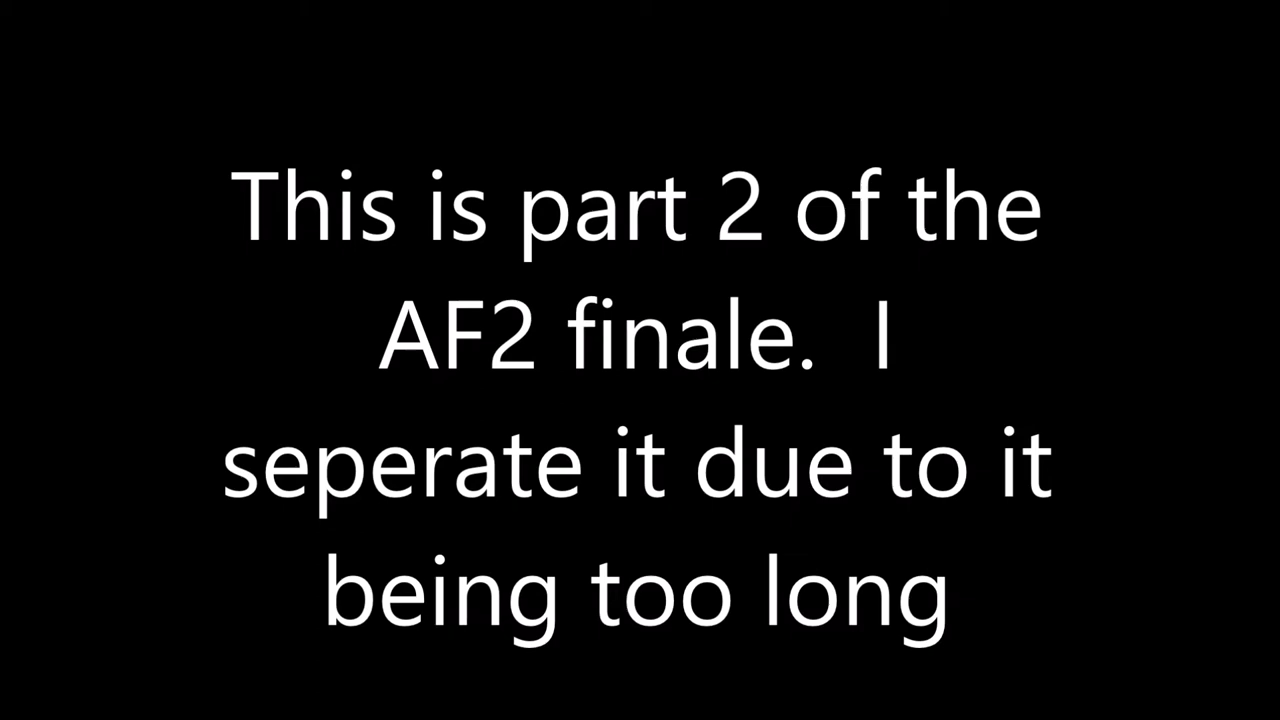 This is part 2 of the
AF2 finale.  I
seperate it due to it
being too long